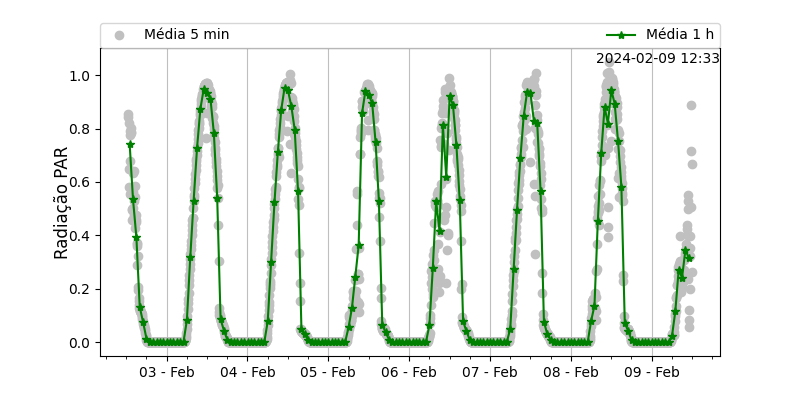 Média 5 min
Média 1 h
2024-02-09 12:33
Radiação PAR
1.0
0.8
0.6
0.4
0.2
0.0
03 - Feb
04 - Feb
05 - Feb
06 - Feb
07 - Feb
08 - Feb
09 - Feb